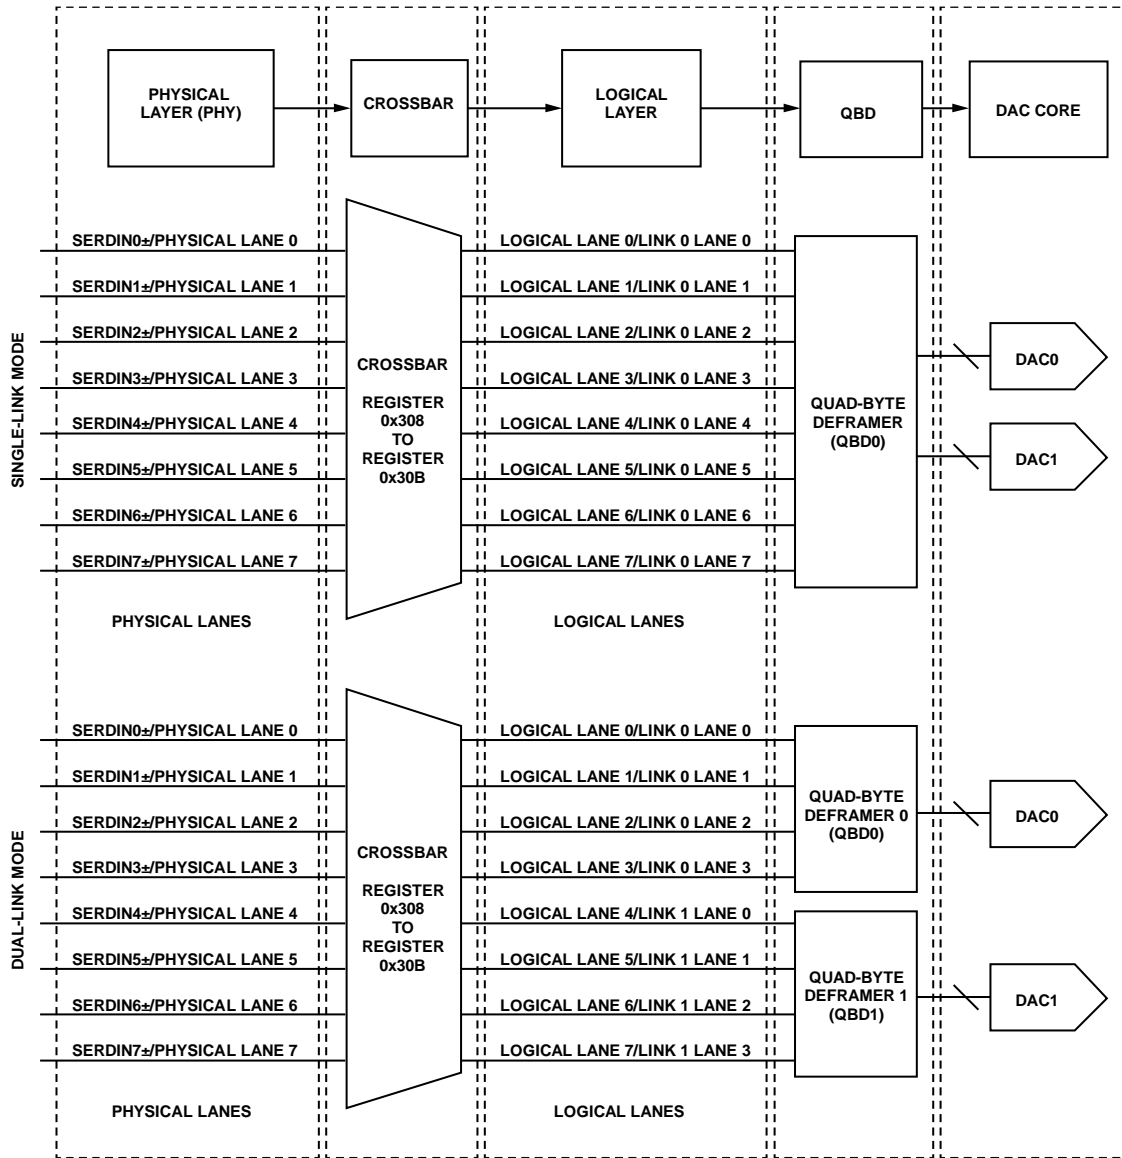 PHYSICAL
LAYER (PHY)
CROSSBAR
LOGICAL
LAYER
QBD
DAC CORE
SINGLE-LINK MODE
SERDIN0±/PHYSICAL LANE 0
SERDIN1±/PHYSICAL LANE 1
SERDIN2±/PHYSICAL LANE 2
SERDIN3±/PHYSICAL LANE 3
SERDIN4±/PHYSICAL LANE 4
SERDIN5±/PHYSICAL LANE 5
SERDIN6±/PHYSICAL LANE 6
SERDIN7±/PHYSICAL LANE 7
PHYSICAL LANES
CROSSBAR
REGISTER
0x308
TO
REGISTER
0x30B
LOGICAL LANE 0/LINK 0 LANE 0
LOGICAL LANE 1/LINK 0 LANE 1
LOGICAL LANE 2/LINK 0 LANE 2
LOGICAL LANE 3/LINK 0 LANE 3
LOGICAL LANE 4/LINK 0 LANE 4
LOGICAL LANE 5/LINK 0 LANE 5
LOGICAL LANE 6/LINK 0 LANE 6
LOGICAL LANE 7/LINK 0 LANE 7
LOGICAL LANES
QUAD-BYTE
DEFRAMER
(QBD0)
DAC0
DAC1
DUAL-LINK MODE
SERDIN0±/PHYSICAL LANE 0
SERDIN1±/PHYSICAL LANE 1
SERDIN2±/PHYSICAL LANE 2
SERDIN3±/PHYSICAL LANE 3
SERDIN4±/PHYSICAL LANE 4
SERDIN5±/PHYSICAL LANE 5
SERDIN6±/PHYSICAL LANE 6
SERDIN7±/PHYSICAL LANE 7
PHYSICAL LANES
CROSSBAR
REGISTER
0x308
TO
REGISTER
0x30B
LOGICAL LANE 0/LINK 0 LANE 0
LOGICAL LANE 1/LINK 0 LANE 1
LOGICAL LANE 2/LINK 0 LANE 2
LOGICAL LANE 3/LINK 0 LANE 3
LOGICAL LANE 4/LINK 1 LANE 0
LOGICAL LANE 5/LINK 1 LANE 1
LOGICAL LANE 6/LINK 1 LANE 2
LOGICAL LANE 7/LINK 1 LANE 3
LOGICAL LANES
QUAD-BYTE
DEFRAMER 0
(QBD0)
QUAD-BYTE
DEFRAMER 1
(QBD1)
DAC0
DAC1